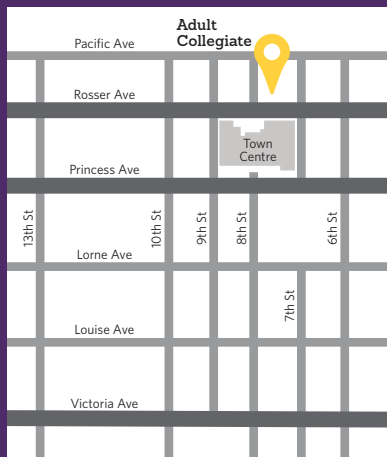 Adult
Collegiate
Pacific Ave
Rosser Ave
Town
Centre
Princess Ave
13th St
10th St
9th St
8th St
6th St
Lorne Ave
7th St
Louise Ave
Victoria Ave